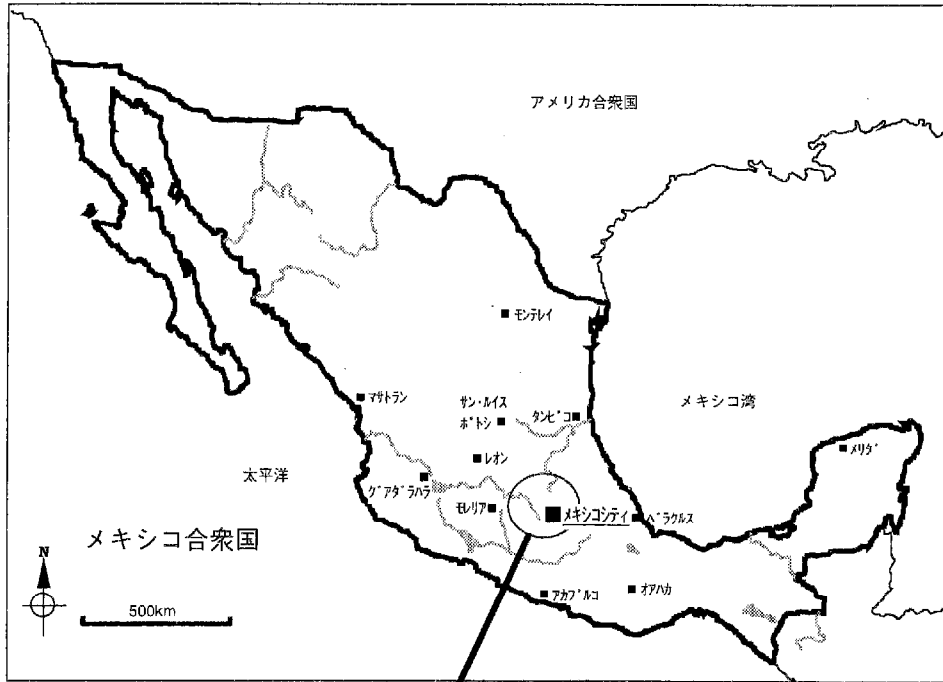 アメリカ合衆国
モンテレイ
マサトラン
サン・ルイス
ポトシ
タンピコ
メキシコ湾
メリダ
レオン
太平洋
グアダラハラ
モレリア
メキシコシティ
ベラクルス
メキシコ合衆国
N
500km
アカプルコ
オアハカ